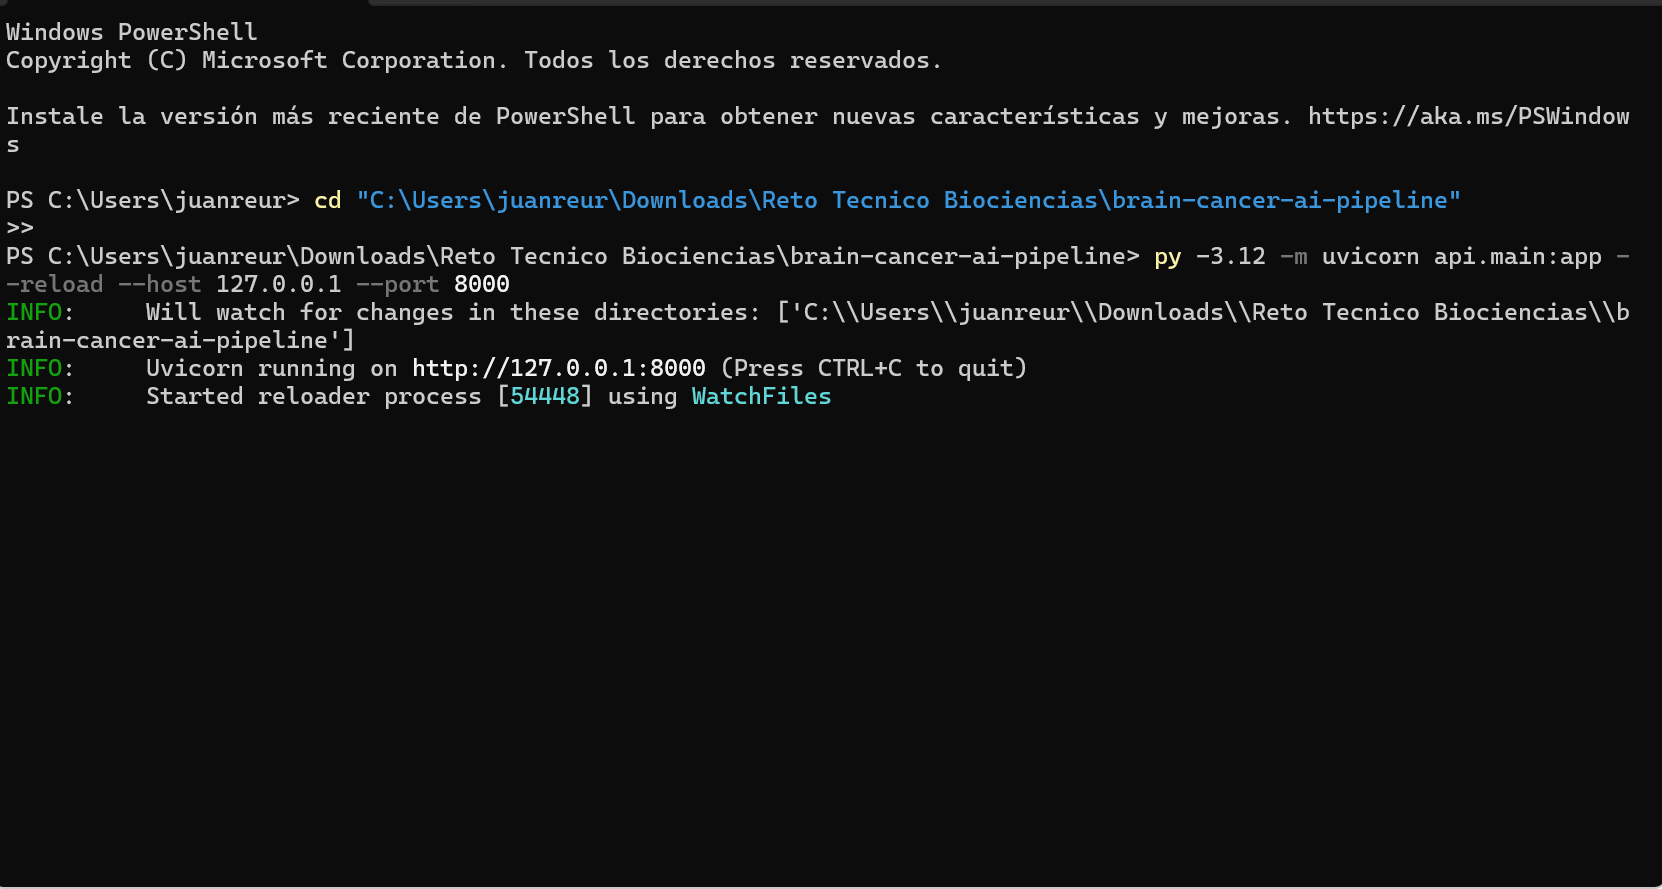 Windows PowerShell
Copyright (C) Microsoft Corporation. Todos los derechos reservados.
Instale la versión más reciente de PowerShell para obtener nuevas características y mejoras. https://aka.ms/PSWindow
s
PS C:\Users\juanreur> cd "C:\Users\juanreur\Downloads\Reto Tecnico Biociencias\brain-cancer-ai-pipeline"
>>
PS C:\Users\juanreur\Downloads\Reto Tecnico Biociencias\brain-cancer-ai-pipeline> py -3.12 -m uvicorn api.main:app -
-reload --host 127.0.0.1 --port 8000
INFO:     Will watch for changes in these directories: ['C:\\Users\\juanreur\\Downloads\\Reto Tecnico Biociencias\\b
rain-cancer-ai-pipeline']
INFO:     Uvicorn running on http://127.0.0.1:8000 (Press CTRL+C to quit)
INFO:     Started reloader process [54448] using WatchFiles